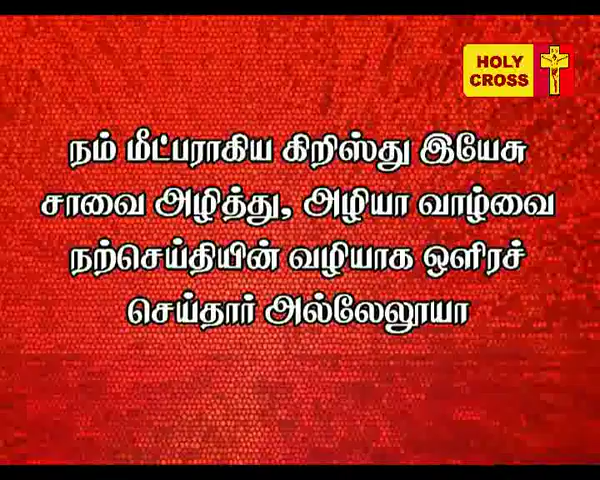 HOLY
CROSS
நம் மீட்பராகிய கிறிஸ்து இயேசு
சாவை அழித்து, அழியா வாழ்வை
நற்செய்தியின் வழியாக ஒளிரச்
செய்தார் அல்லேலூயா